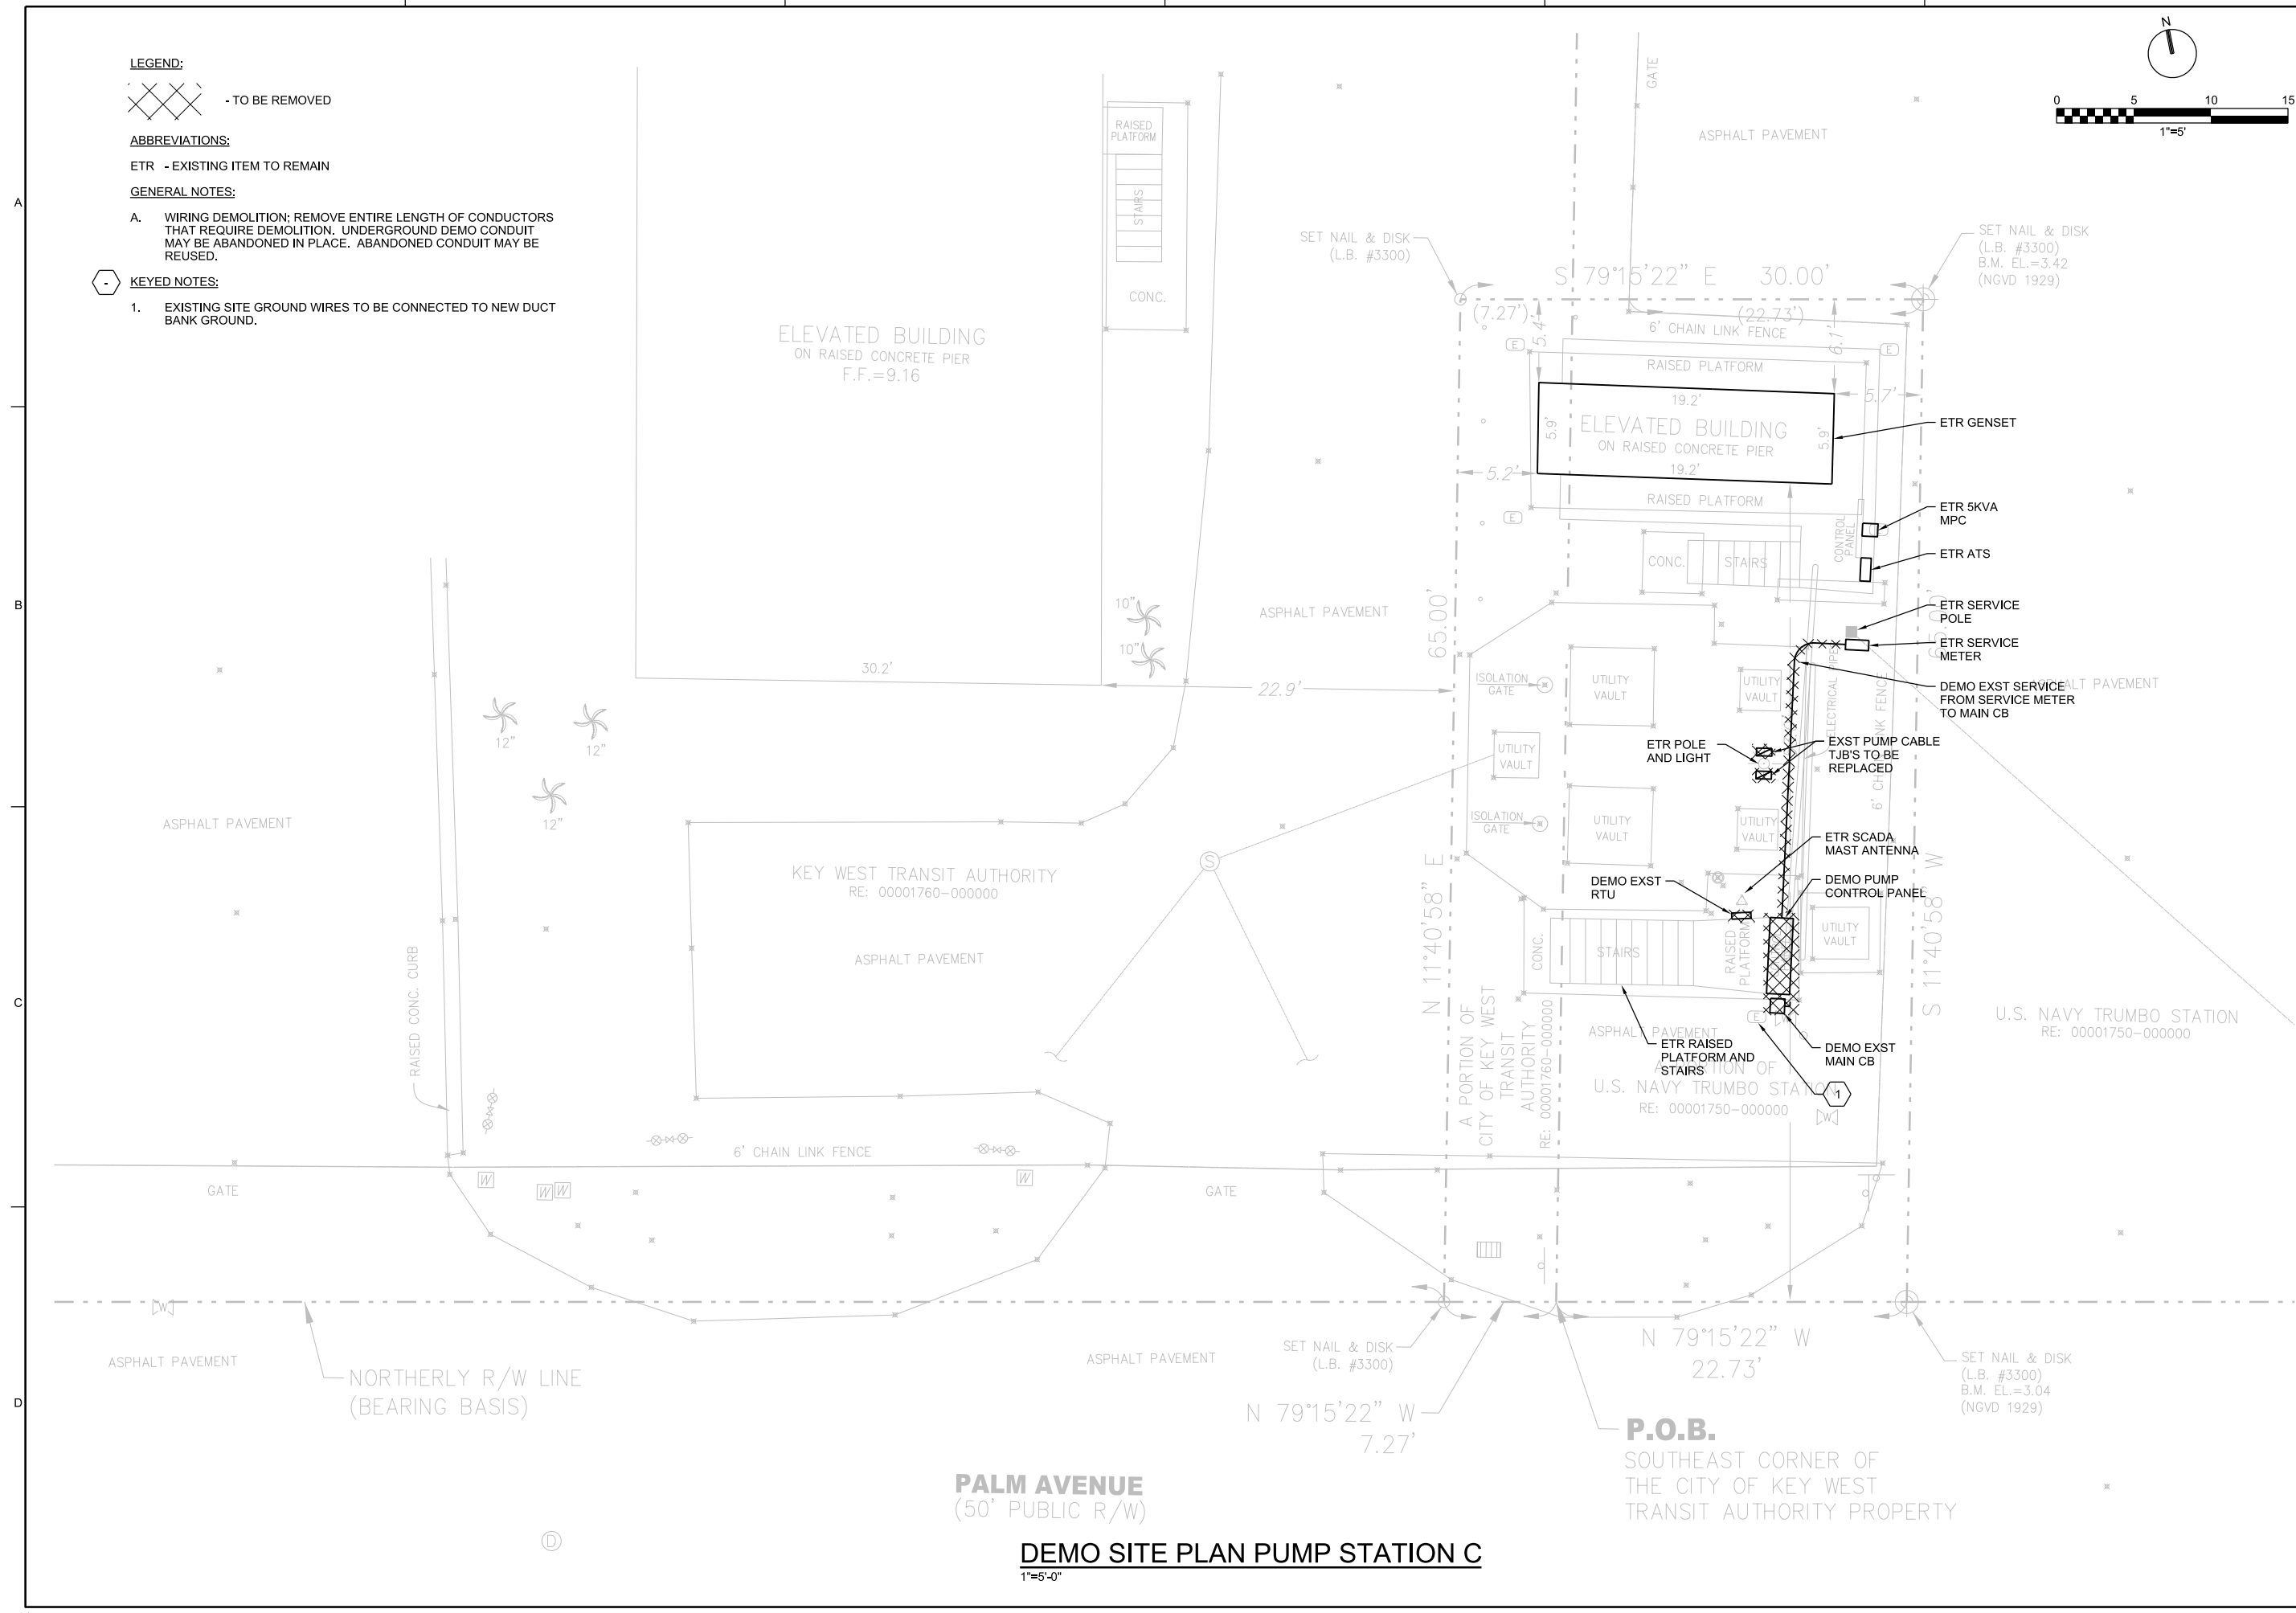 LEGEND:
- TO BE REMOVED
ABBREVIATIONS:
ETR - EXISTING ITEM TO REMAIN
GENERAL NOTES:
A. WIRING DEMOLITION; REMOVE ENTIRE LENGTH OF CONDUCTORS
THAT REQUIRE DEMOLITION. UNDERGROUND DEMO CONDUIT
MAY BE ABANDONED IN PLACE. ABANDONED CONDUIT MAY BE
REUSED.
- KEYED NOTES:
1. EXISTING SITE GROUND WIRES TO BE CONNECTED TO NEW DUCT
BANK GROUND.
N
0 5 10 15
1"=5'
A
B
C
D
RAISED
PLATFORM
STAIRS
CONC.
ELEVATED BUILDING
ON RAISED CONCRETE PIER
F.F.=9.16
30.2'
22.9'
10"
10"
12"
12"
12"
ASPHALT PAVEMENT
ASPHALT PAVEMENT
GATE
ASPHALT PAVEMENT
SET NAIL & DISK
(L.B. #3300)
SET NAIL & DISK
(L.B. #3300)
B.M. EL.=3.42
(NGVD 1929)
S 79°15'22" E 30.00'
(7.27')
(22.73')
5.4'
6.1'
6' CHAIN LINK FENCE
E
E
RAISED PLATFORM
19.2'
5.7'
5.9'
ELEVATED BUILDING
ON RAISED CONCRETE PIER
5.9'
19.2'
5.2'
RAISED PLATFORM
E
ETR GENSET
ETR 5KVA
MPC
CONTROL
PANEL
ETR ATS
CONC.
STAIRS
ETR SERVICE
POLE
ETR SERVICE
METER
65.00'
65.00'
DEMO EXST SERVICE
FROM SERVICE METER
TO MAIN CB
ASPHALT PAVEMENT
ISOLATION
GATE
UTILITY
VAULT
UTILITY
VAULT
ELECTRICAL PIPE
6' CHAIN LINK FENCE
UTILITY
VAULT
ETR POLE
AND LIGHT
EXST PUMP CABLE
TJB'S TO BE
REPLACED
ISOLATION
GATE
UTILITY
VAULT
UTILITY
VAULT
ETR SCADA
MAST ANTENNA
DEMO EXST
RTU
DEMO PUMP
CONTROL PANEL
UTILITY
VAULT
CONC.
STAIRS
RAISED
PLATFORM
N 11°40'58" E
S 11°40'58" W
A PORTION OF
CITY OF KEY WEST
TRANSIT
AUTHORITY
RE: 00001760-000000
ASPHALT PAVEMENT
E
ETR RAISED
PLATFORM AND
STAIRS
DEMO EXST
MAIN CB
A PORTION OF
U.S. NAVY TRUMBO STATION
RE: 00001750-000000
1
W
U.S. NAVY TRUMBO STATION
RE: 00001750-000000
S
KEY WEST TRANSIT AUTHORITY
RE: 00001760-000000
ASPHALT PAVEMENT
RAISED CONC. CURB
6' CHAIN LINK FENCE
GATE
W
W
W
W
GATE
W
ASPHALT PAVEMENT
NORTHERLY R/W LINE
(BEARING BASIS)
ASPHALT PAVEMENT
SET NAIL & DISK
(L.B. #3300)
N 79°15'22" W
7.27'
N 79°15'22" W
22.73'
SET NAIL & DISK
(L.B. #3300)
B.M. EL.=3.04
(NGVD 1929)
P.O.B.
SOUTHEAST CORNER OF
THE CITY OF KEY WEST
TRANSIT AUTHORITY PROPERTY
PALM AVENUE
(50' PUBLIC R/W)
D
DEMO SITE PLAN PUMP STATION C
1"=5'-0"